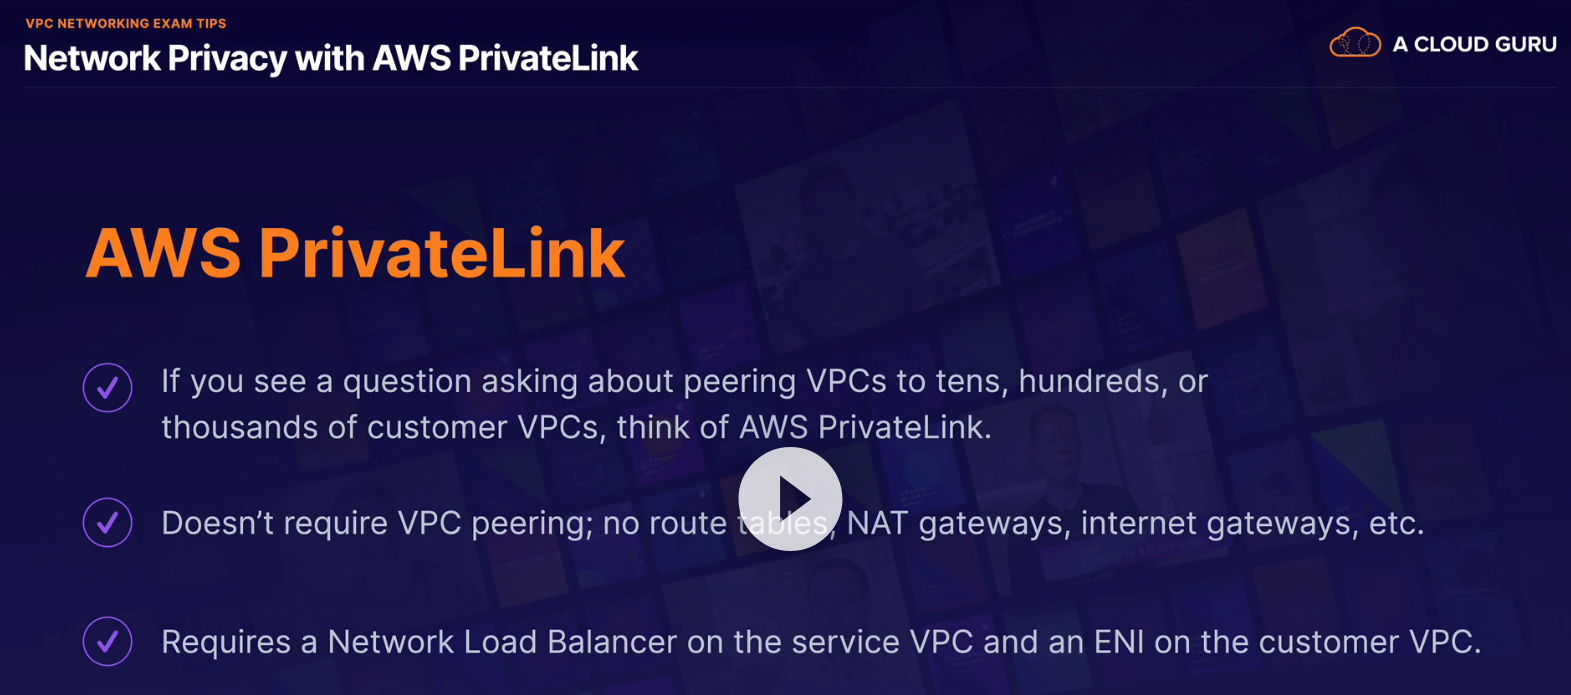 VPC NETWORKING EXAM TIPS
Network Privacy with AWS PrivateLink
A CLOUD GURU
AWS PrivateLink
If you see a question asking about peering VPCs to tens, hundreds, or
thousands of customer VPCs, think of AWS PrivateLink.
Doesn’t require VPC peering; no route tables, NAT gateways, internet gateways, etc.
Requires a Network Load Balancer on the service VPC and an ENI on the customer VPC.